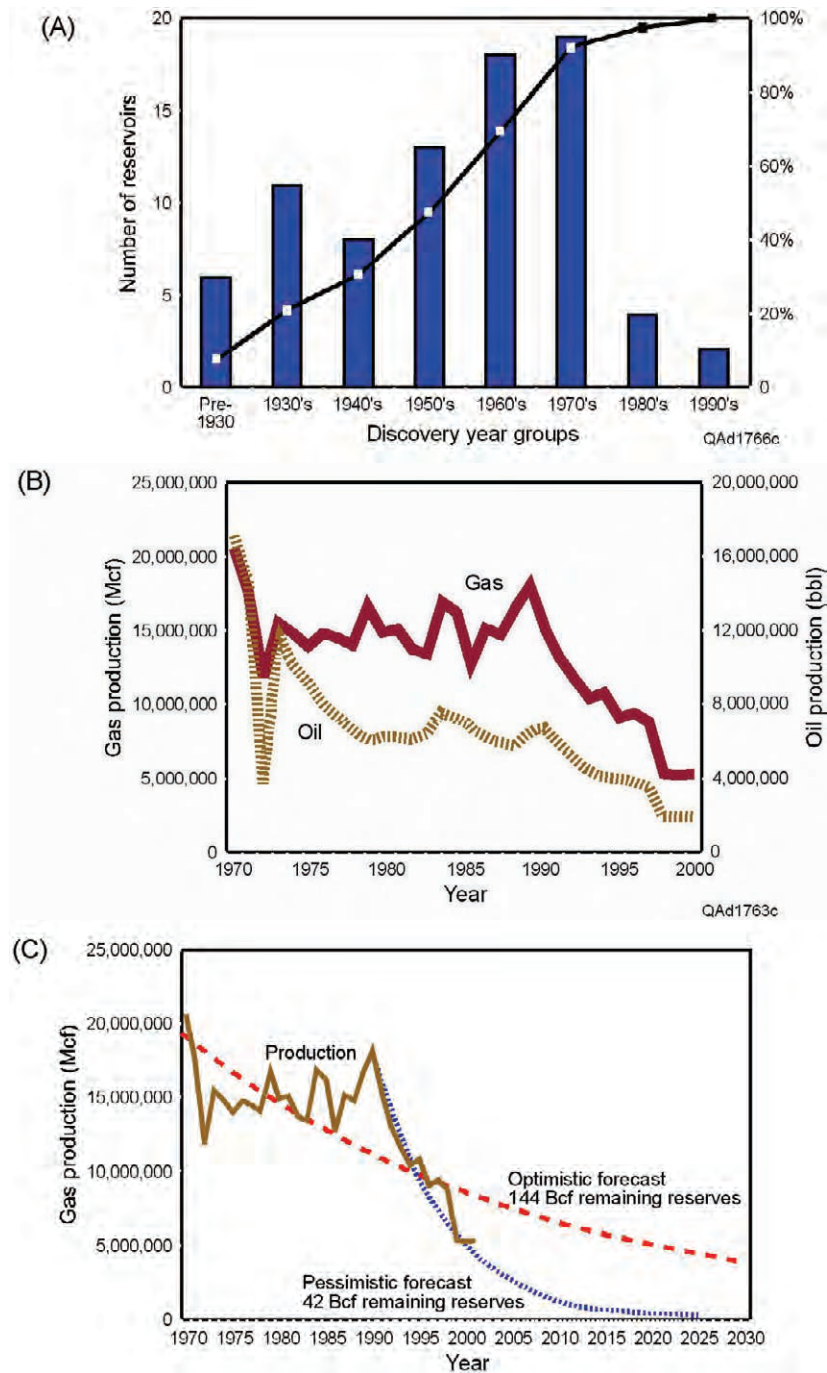 (A)
Number of reservoirs
20
15
10
5
0
100%
80%
60%
40%
20%
0
Pre-
1930
1930's
1940's
1950's
1960's
1970's
1980's
1990's
Discovery year groups
QAd1766c
(B)
Gas production (Mcf)
25,000,000
20,000,000
15,000,000
10,000,000
5,000,000
0
Gas
Oil
20,000,000
16,000,000
12,000,000
8,000,000
4,000,000
0
Oil production (bbl)
1970
1975
1980
1985
1990
1995
2000
Year
QAd1763c
(C)
Gas production (Mcf)
25,000,000
20,000,000
15,000,000
10,000,000
5,000,000
0
Production
Optimistic forecast
144 Bcf remaining reserves
Pessimistic forecast
42 Bcf remaining reserves
1970
1975
1980
1985
1990
1995
2000
2005
2010
2015
2020
2025
2030
Year